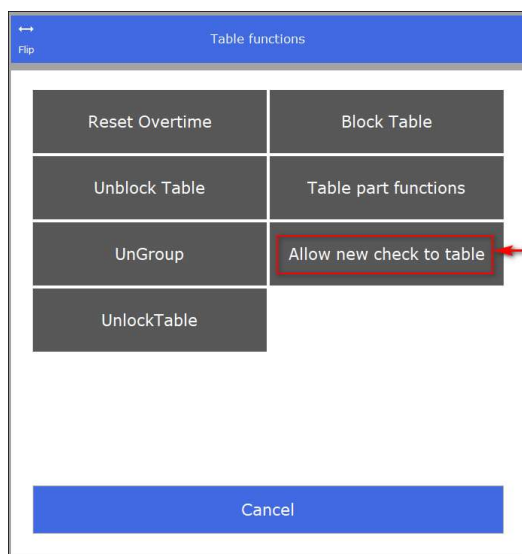 Flip
Table functions
Reset Overtime
Block Table
Unblock Table
Table part functions
UnGroup
Allow new check to table
UnlockTable
Cancel